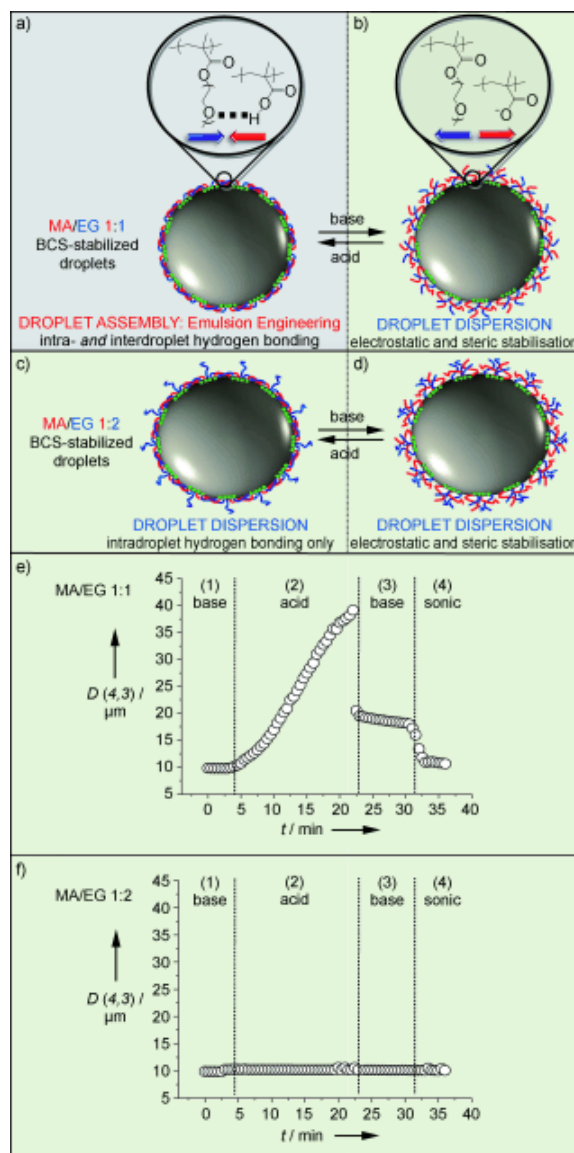 a)
O
O
O
O
HO
H
MA/EG 1:1
BCS-stabilized
droplets
DROPLET ASSEMBLY: Emulsion Engineering
intra- and interdroplet hydrogen bonding
base
acid
b)
O
O
O
O
-O
DROPLET DISPERSION
electrostatic and steric stabilisation
c)
MA/EG 1:2
BCS-stabilized
droplets
DROPLET DISPERSION
intradroplet hydrogen bonding only
base
acid
d)
DROPLET DISPERSION
electrostatic and steric stabilisation
e)
MA/EG 1:1
D (4,3) /
µm
45
40
35
30
25
20
15
10
5
(1) (2) (3) (4)
base acid base sonic
0 5 10 15 20 25 30 35 40
t / min
f)
MA/EG 1:2
D (4,3) /
µm
45
40
35
30
25
20
15
10
5
(1) (2) (3) (4)
base acid base sonic
0 5 10 15 20 25 30 35 40
t / min